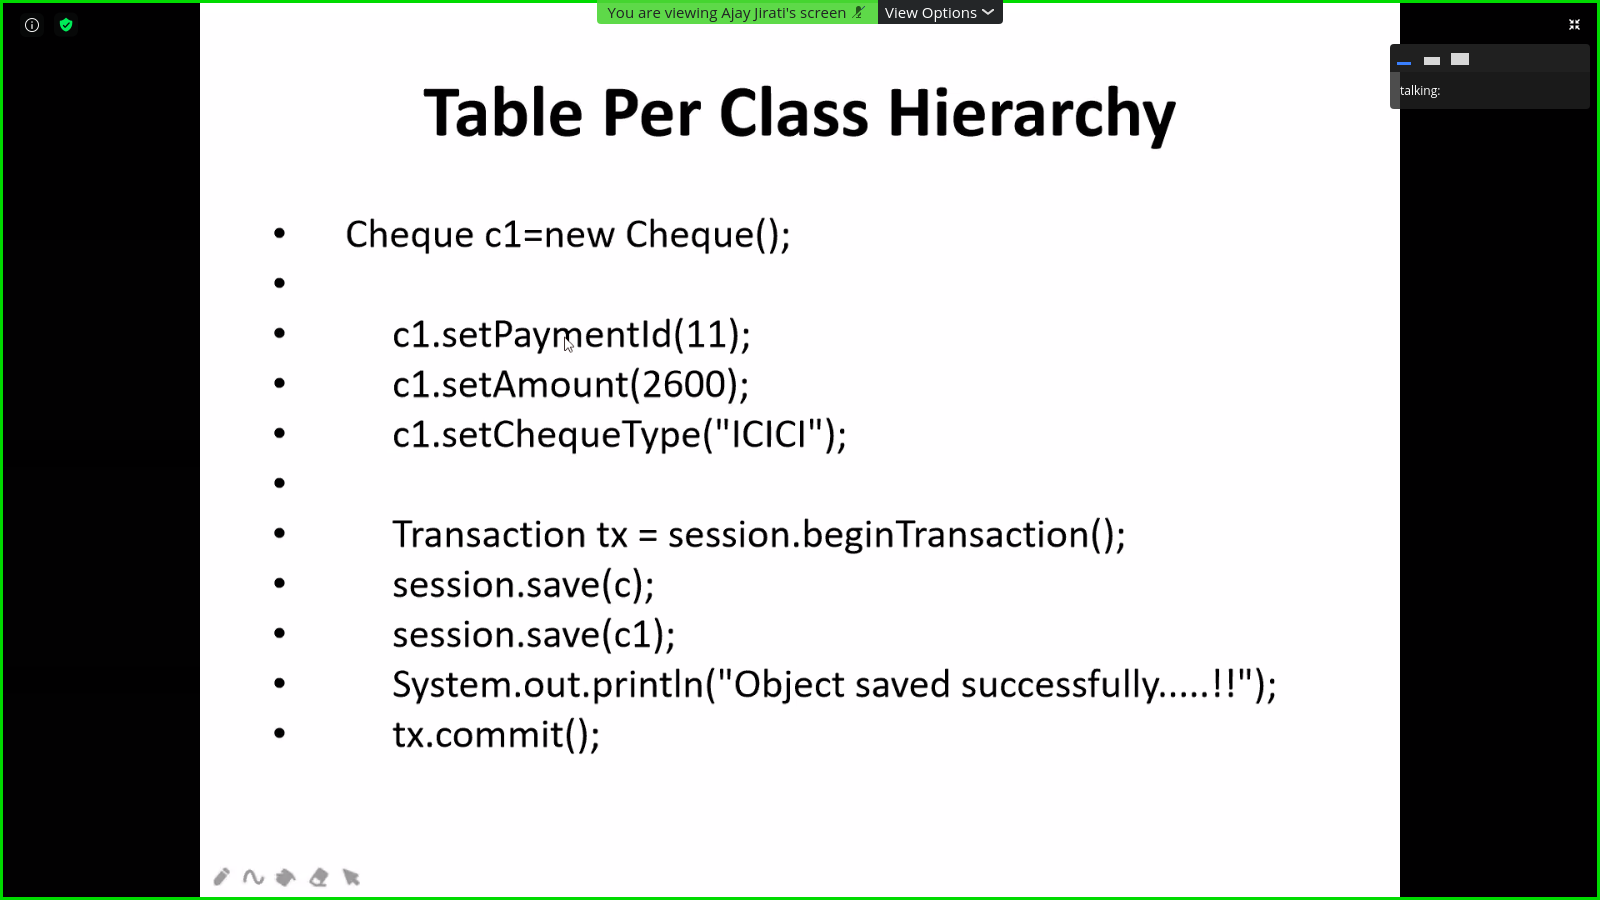 You are viewing Ajay Jirati's screen
View Options
talking:
Table Per Class Hierarchy
• Cheque c1=new Cheque();
•
• c1.setPaymentId(11);
• c1.setAmount(2600);
• c1.setChequeType("ICICI");
•
• Transaction tx = session.beginTransaction();
• session.save(c);
• session.save(c1);
• System.out.println("Object saved successfully.....!!");
• tx.commit();